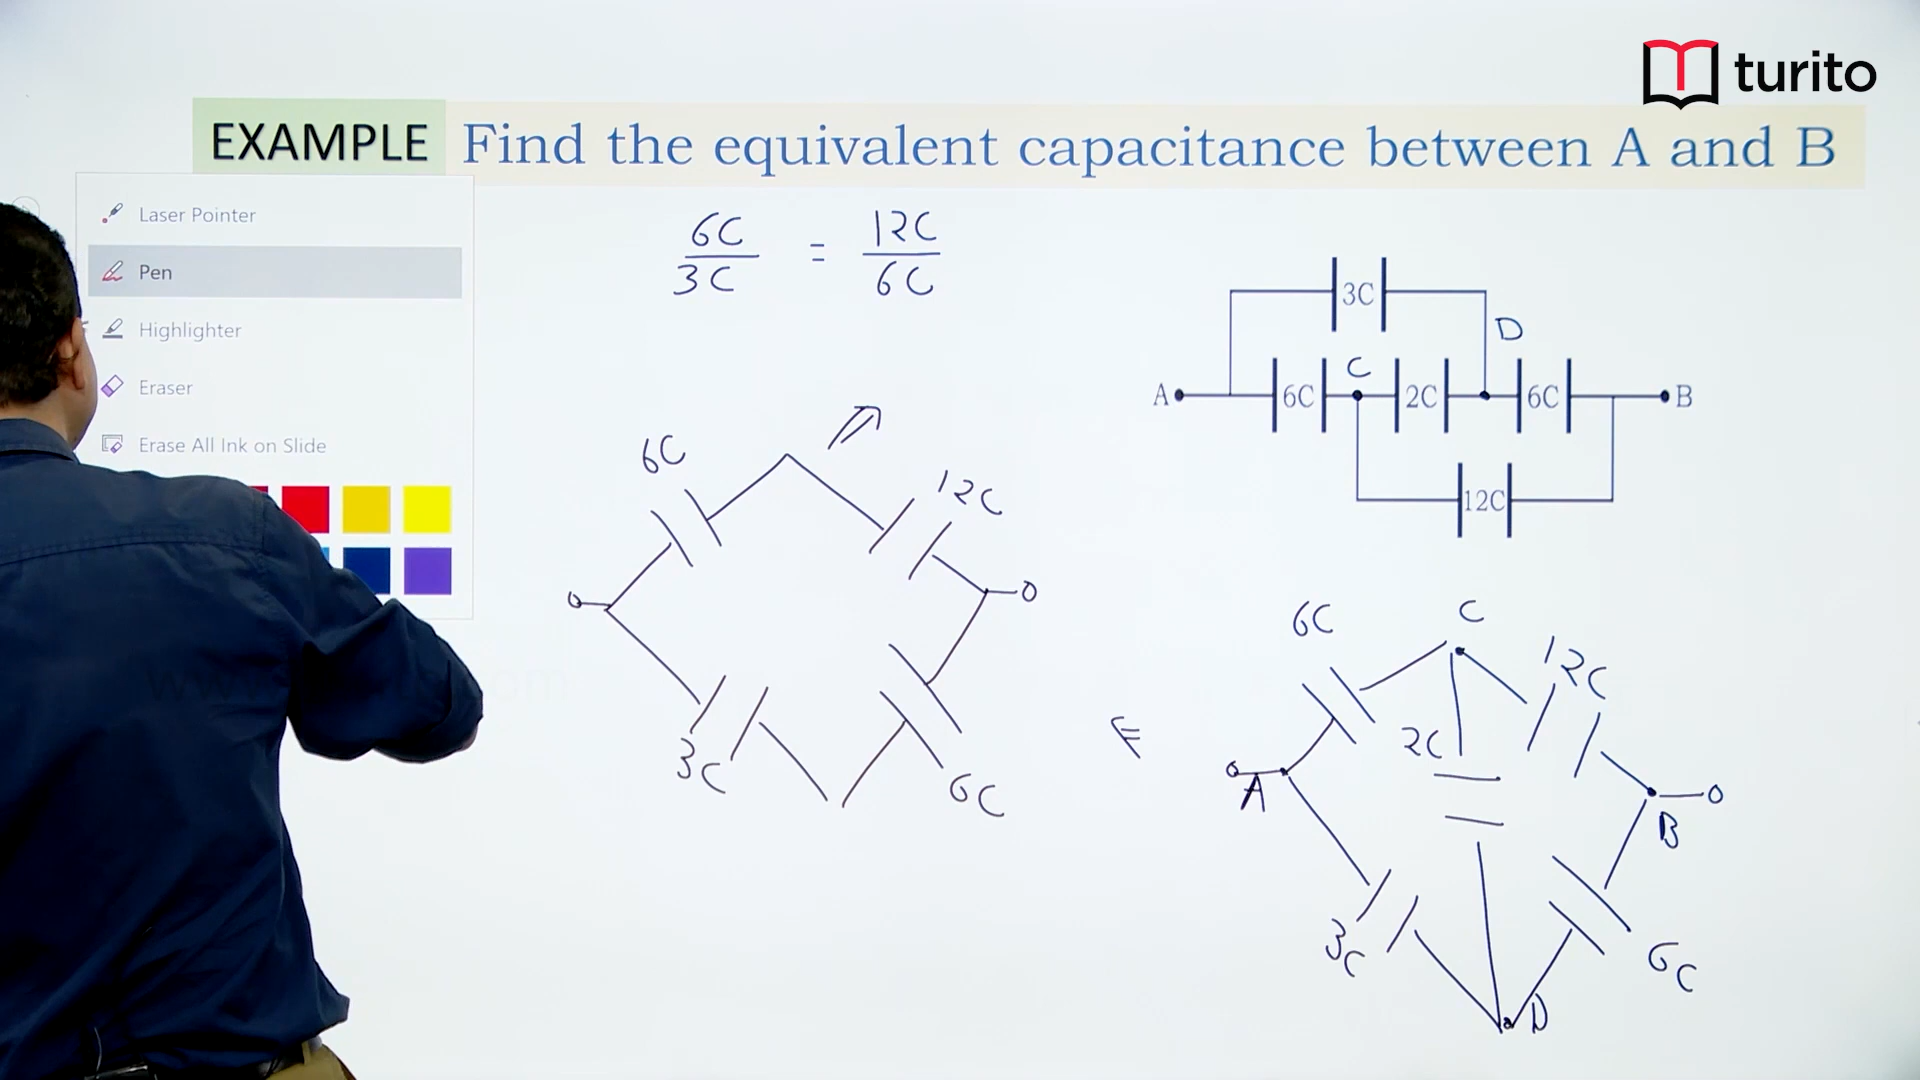 turito
EXAMPLE Find the equivalent capacitance between A and B
Laser Pointer
Pen
Highlighter
Eraser
Erase All Ink on Slide
6C = 12C
3C 6C
3C
D
C
A 6C 2C 6C B
12C
6C
12C
3C
6C
6C
C
12C
2C
A
B
3C
6C
D